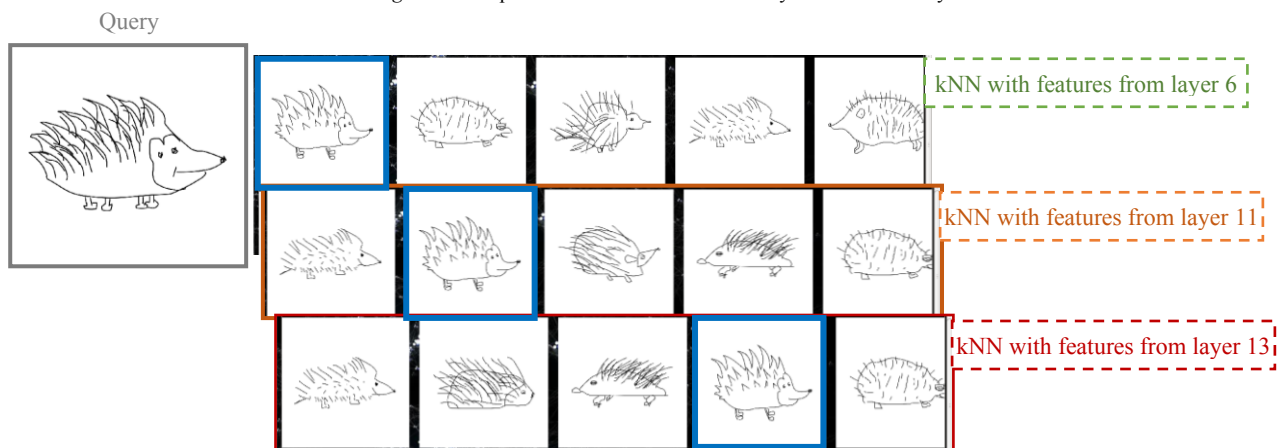 Query
kNN with features from layer 6
kNN with features from layer 11
kNN with features from layer 13